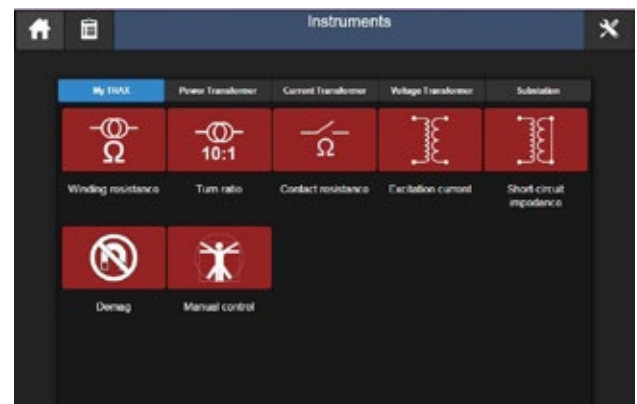 Instruments
My TRAX Power Transformer Current Transformer Voltage Transformer Substation
Ω 10:1 Ω
Winding resistance Turn ratio Contact resistance Excitation current Short-circuit
impedance
Demag Manual control